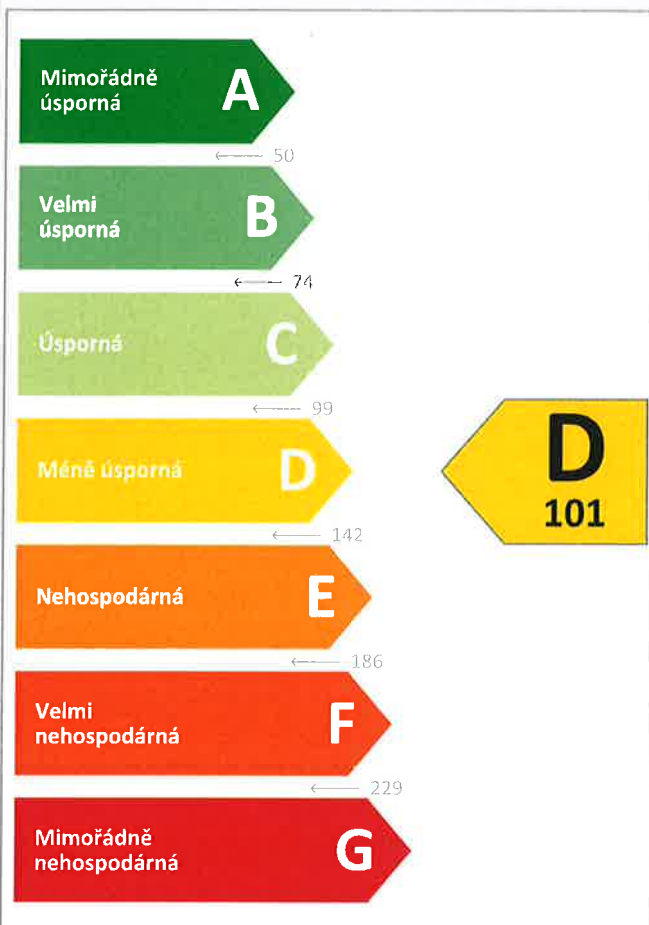 Mimořádně
úsporná
A
← 50
Velmi
úsporná
B
← 74
Úsporná
C
← 99
Méně úsporná
D
← 142
D
101
Nehospodárná
E
← 186
Velmi
nehospodárná
F
← 229
Mimořádně
nehospodárná
G